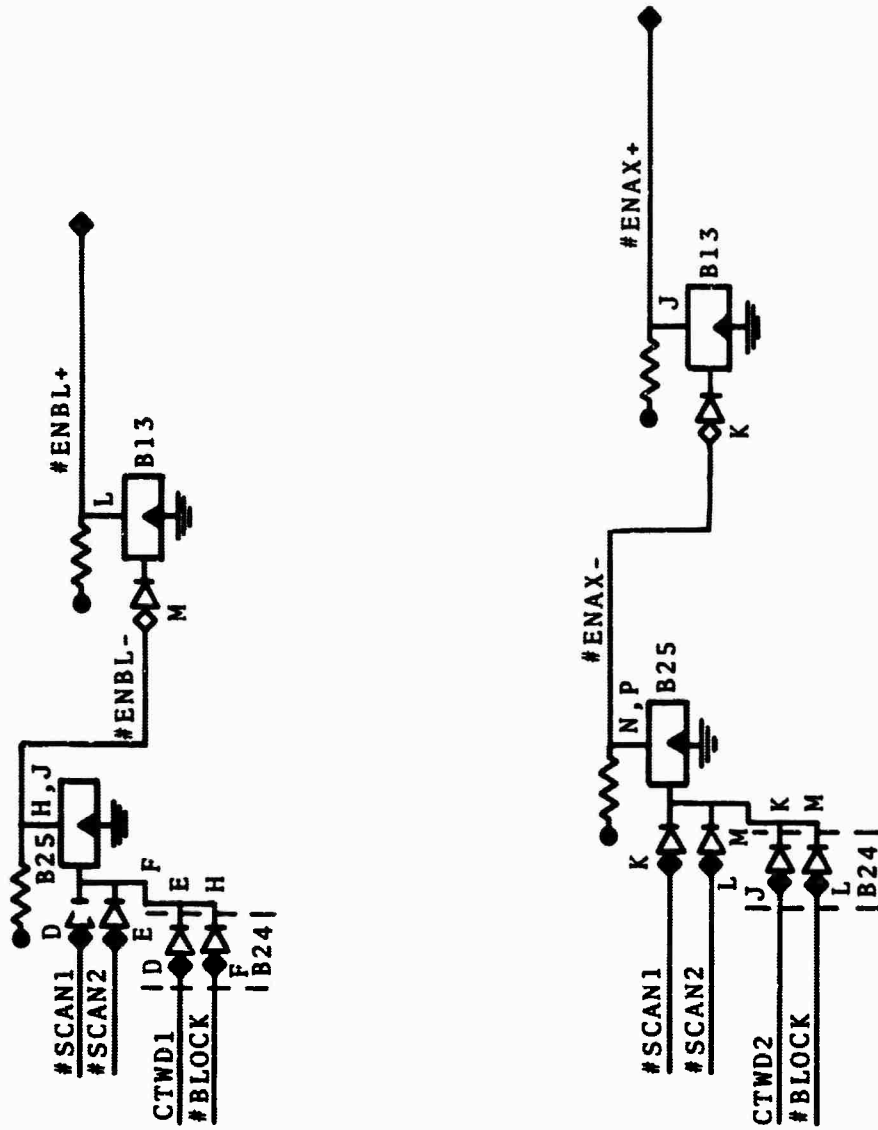 #SCAN1
#SCAN2
CTWD1
#BLOCK
D
E
F
D
E
F
H
B24
B25
H,J
#ENBL-
M
L
B13
#ENBL+
#SCAN1
#SCAN2
CTWD2
#BLOCK
K
L
M
J
K
L
M
B24
N,P
B25
#ENAX-
K
J
B13
#ENAX+